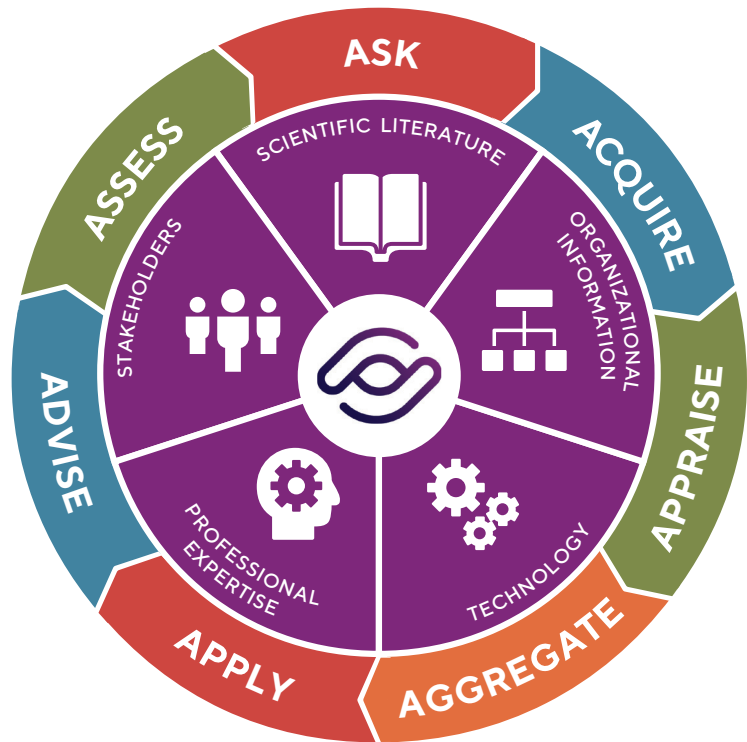 ASK
ACQUIRE
APPRAISE
AGGREGATE
APPLY
ADVISE
ASSESS
SCIENTIFIC LITERATURE
ORGANIZATIONAL
INFORMATION
TECHNOLOGY
PROFESSIONAL
EXPERTISE
STAKEHOLDERS